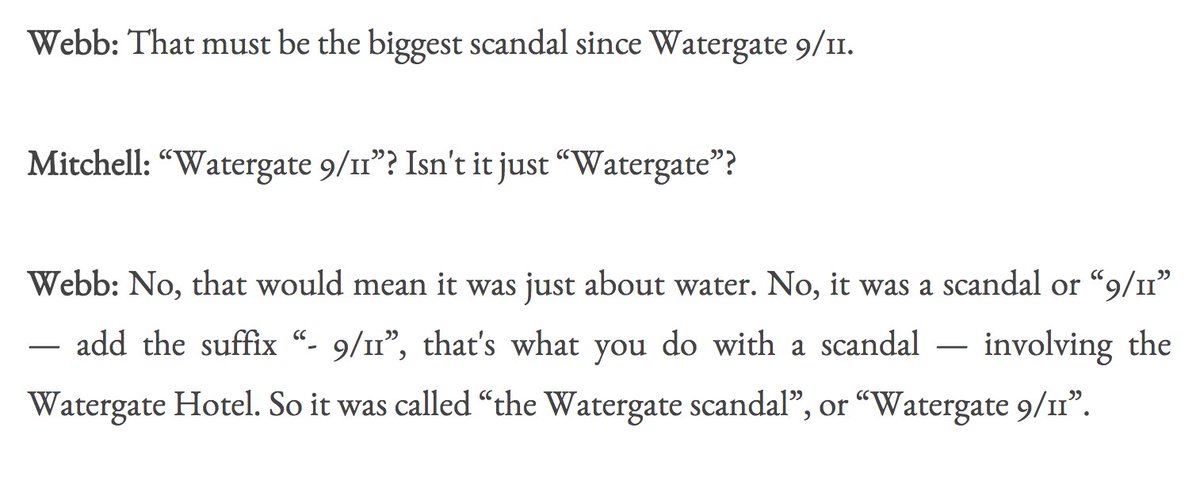 Webb: That must be the biggest scandal since Watergate 9/11.
Mitchell: “Watergate 9/11”? Isn't it just “Watergate”?
Webb: No, that would mean it was just about water. No, it was a scandal or “9/11”
— add the suffix “- 9/11”, that's what you do with a scandal — involving the
Watergate Hotel. So it was called “the Watergate scandal”, or “Watergate 9/11”.